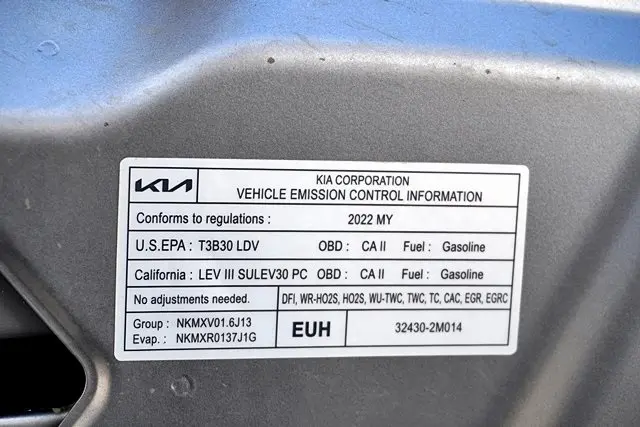 KIA
KIA CORPORATION
VEHICLE EMISSION CONTROL INFORMATION
Conforms to regulations : 2022 MY
U.S.EPA : T3B30 LDV OBD : CA II Fuel : Gasoline
California : LEV III SULEV30 PC OBD : CA II Fuel : Gasoline
No adjustments needed. DFI, WR-HO2S, HO2S, WU-TWC, TWC, TC, CAC, EGR, EGRC
Group : NKMXV01.6J13
Evap. : NKMXR0137J1G
EUH
32430-2M014